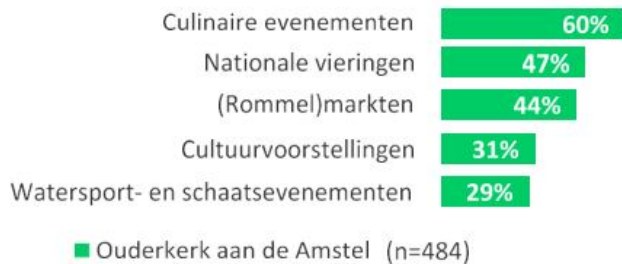 Culinaire evenementen 60%
Nationale vieringen 47%
(Rommel)markten 44%
Cultuurvoorstellingen 31%
Watersport- en schaatsevenementen 29%
Ouderkerk aan de Amstel (n=484)